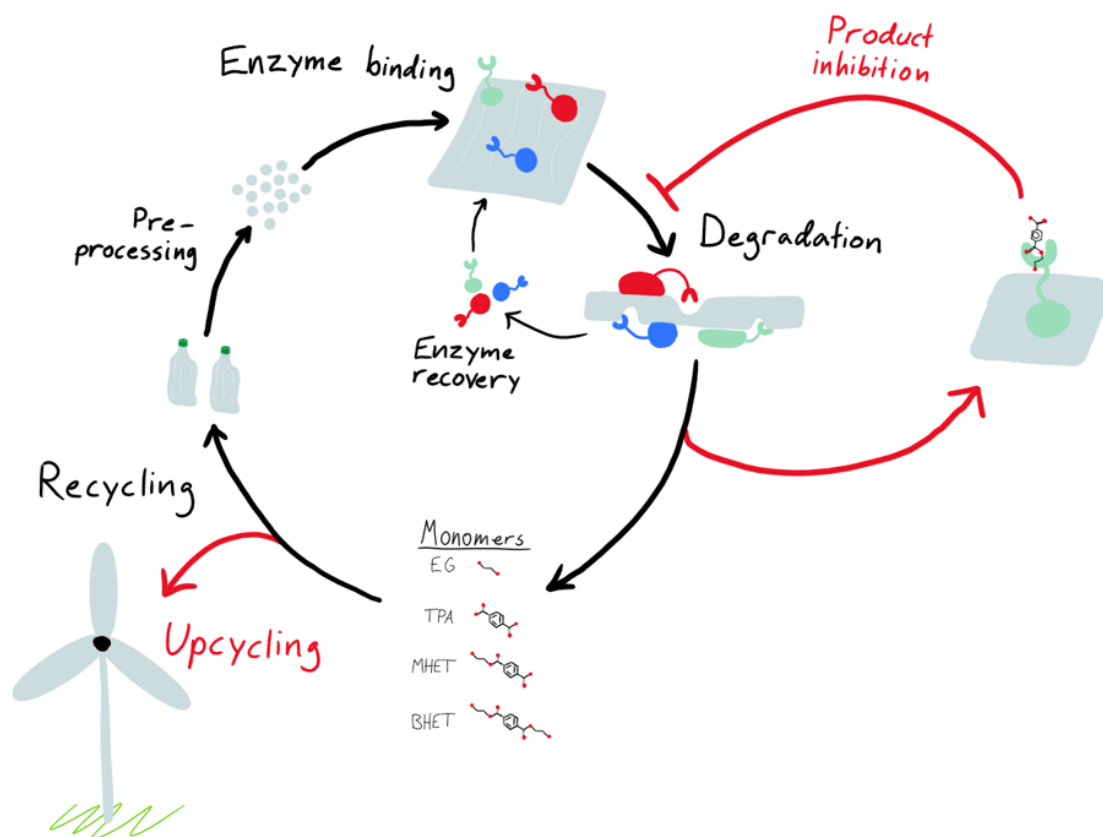 Enzyme binding
Product
inhibition
Pre-
processing
Degradation
Enzyme
recovery
Recycling
Monomers
EG
TPA
MHET
BHET
Upcycling